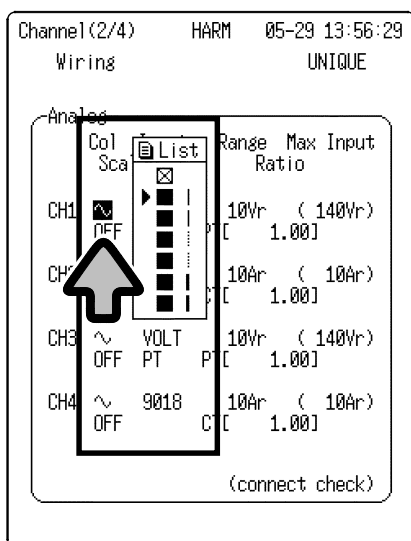 Channel(2/4) HARM 05-29 13:56:29
Wiring UNIQUE
Analog
Col Range Max Input
Sca Ratio
List
CH1 10Vr ( 140Vr)
OFF 1.00]
10Ar ( 10Ar)
1.00]
CH3 VOLT 10Vr ( 140Vr)
OFF PT PT[ 1.00]
CH4 9018 10Ar ( 10Ar)
OFF CT[ 1.00]
(connect check)